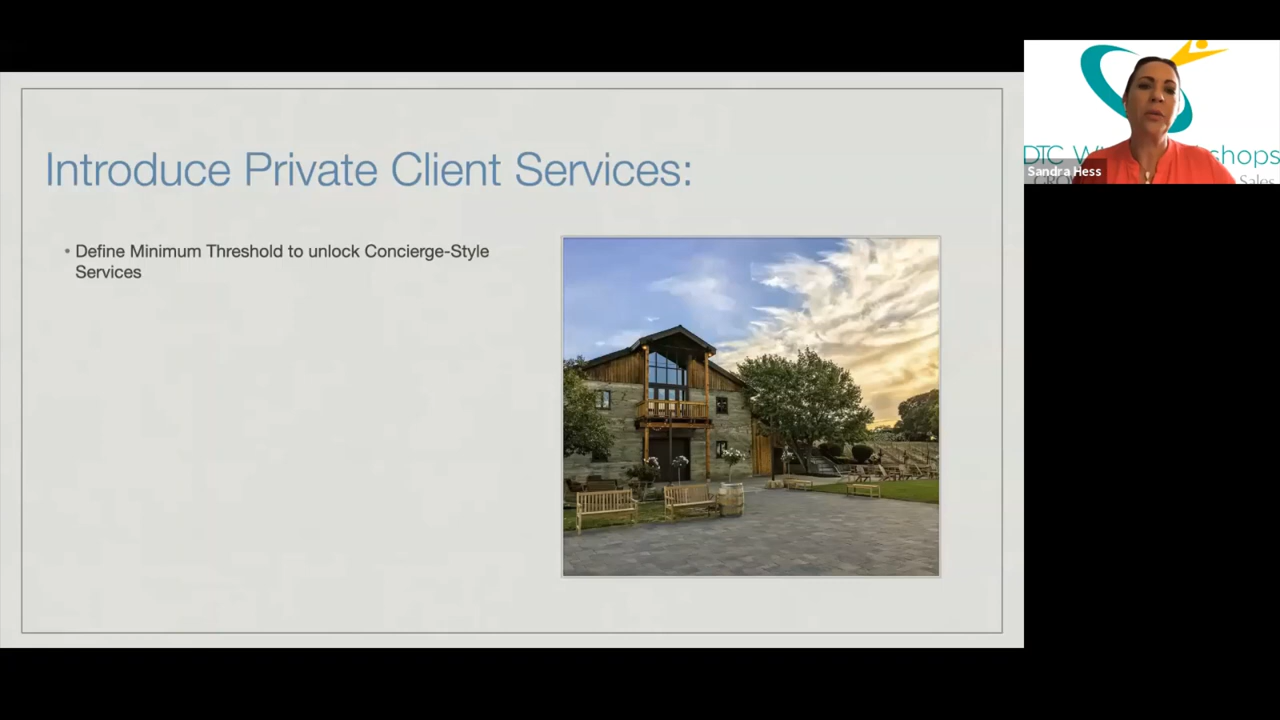 Introduce Private Client Services:
• Define Minimum Threshold to unlock Concierge-Style
Services
DTC
shops
Sandra Hess
Sales